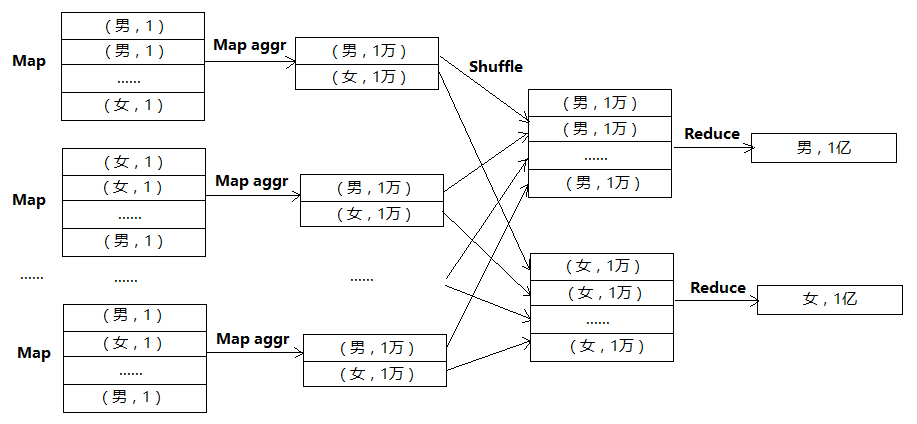 Map
（男，1）
（男，1）
......
（女，1）
Map aggr
（男，1万）
（女，1万）
Shuffle
Map
（女，1）
（女，1）
......
（男，1）
Map aggr
（男，1万）
（女，1万）
......
......
......
Map
（男，1）
（女，1）
......
（男，1）
Map aggr
（男，1万）
（女，1万）
（男，1万）
（男，1万）
......
（男，1万）
Reduce
男，1亿
（女，1万）
（女，1万）
......
（女，1万）
Reduce
女，1亿